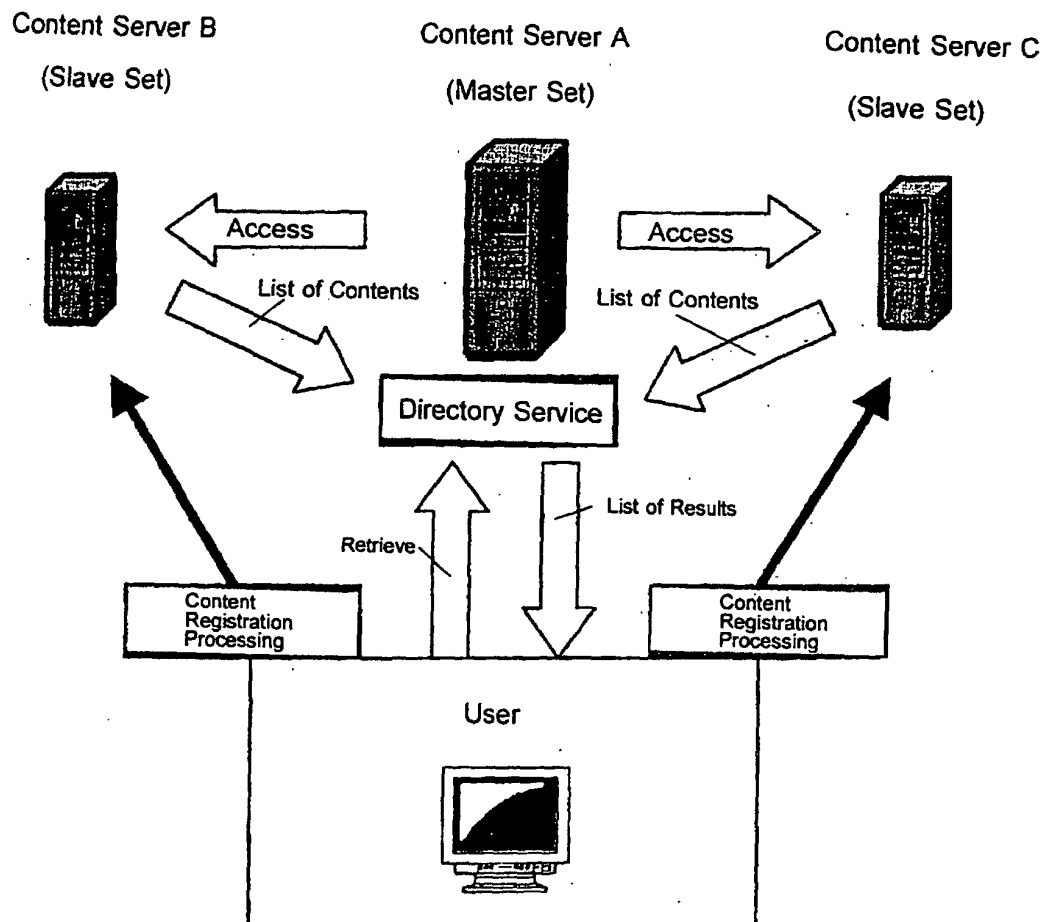 Content Server B
(Slave Set)
Content Server A
(Master Set)
Content Server C
(Slave Set)
Access
Access
List of Contents
List of Contents
Directory Service
Retrieve
List of Results
Content
Registration
Processing
Content
Registration
Processing
User